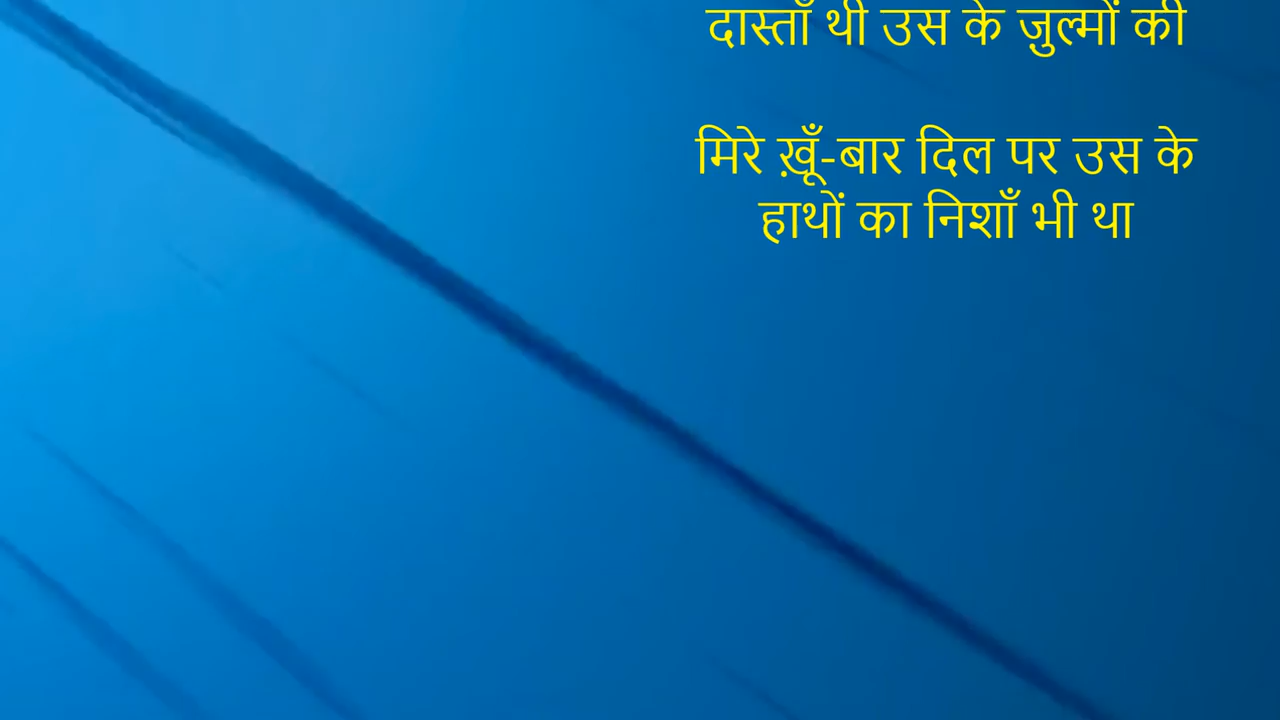 दास्ताँ थी उस के ज़ुल्मों की
मिरे ख़ूँ-बार दिल पर उस के
हाथों का निशाँ भी था